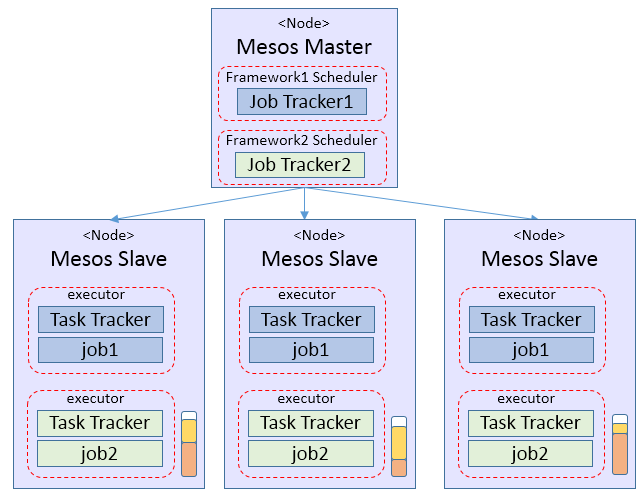 <Node>
Mesos Master
Framework1 Scheduler
Job Tracker1
Framework2 Scheduler
Job Tracker2
<Node>
Mesos Slave
executor
Task Tracker
job1
executor
Task Tracker
job2
<Node>
Mesos Slave
executor
Task Tracker
job1
executor
Task Tracker
job2
<Node>
Mesos Slave
executor
Task Tracker
job1
executor
Task Tracker
job2